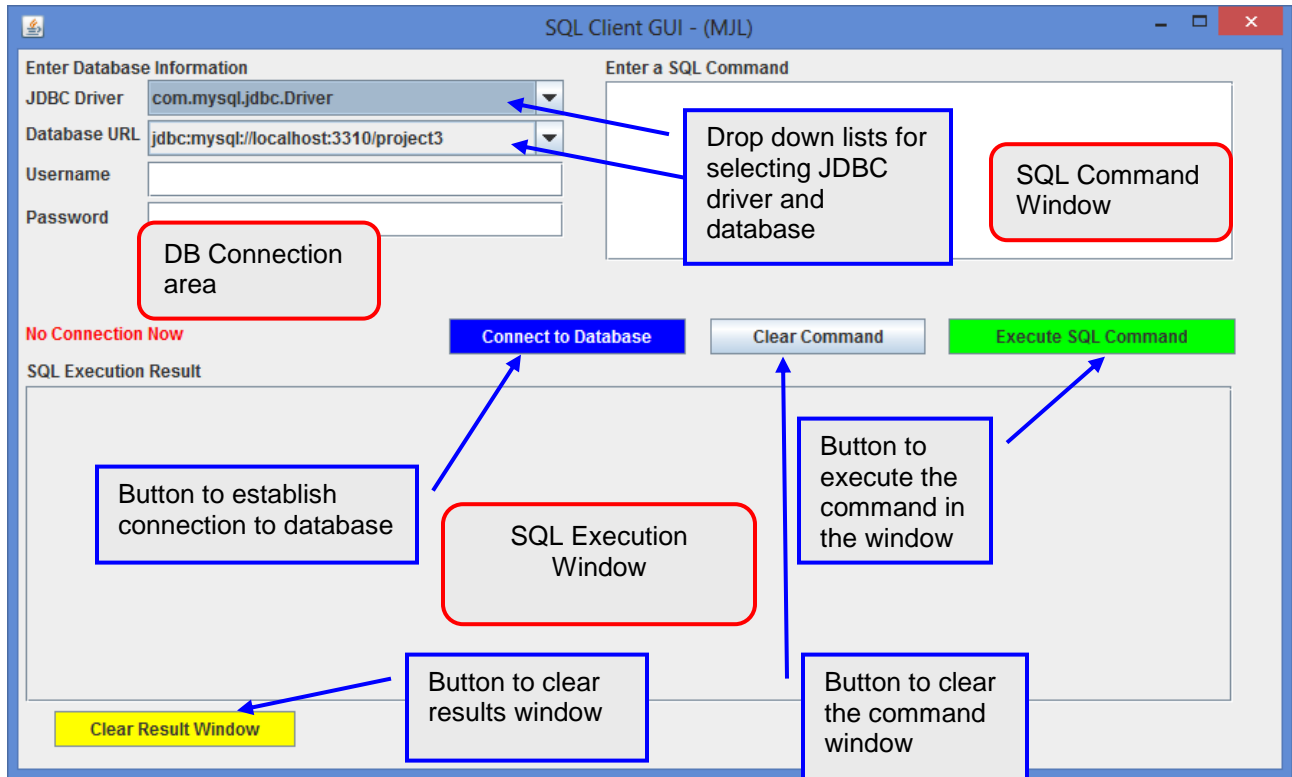 SQL Client GUI - (MJL)
Enter Database Information
JDBC Driver
com.mysql.jdbc.Driver
Database URL
jdbc:mysql://localhost:3310/project3
Username
Password
DB Connection
area
Enter a SQL Command
Drop down lists for
selecting JDBC
driver and
database
SQL Command
Window
No Connection Now
Connect to Database
Clear Command
Execute SQL Command
SQL Execution Result
Button to establish
connection to database
SQL Execution
Window
Button to
execute the
command in
the window
Button to clear
results window
Button to clear
the command
window
Clear Result Window